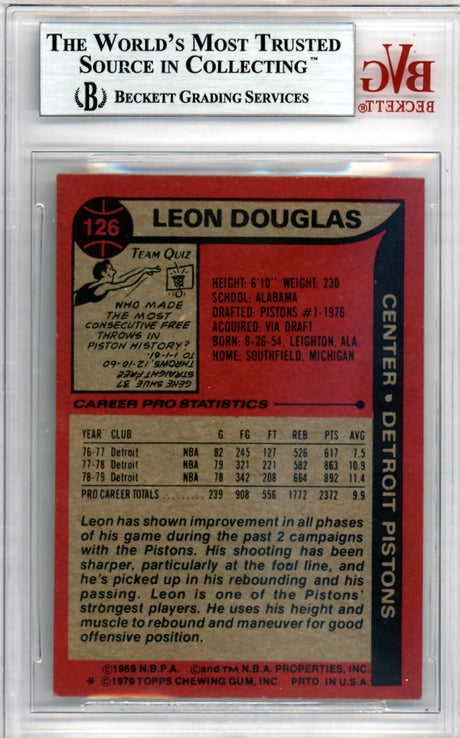 THE WORLD'S MOST TRUSTED
SOURCE IN COLLECTING™
B BECKETT GRADING SERVICES
BVG
BECKETT®
126
LEON DOUGLAS
TEAM QUIZ
WHO MADE
THE MOST
CONSECUTIVE FREE
THROWS IN
PISTON HISTORY?
GENE SHUE 37
STRAIGHT FREE
THROWS, 12-10-60
TO 1-1-61.
HEIGHT: 6'10" WEIGHT: 230
SCHOOL: ALABAMA
DRAFTED: PISTONS #1-1976
ACQUIRED: VIA DRAFT
BORN: 8-26-54, LEIGHTON, ALA.
HOME: SOUTHFIELD, MICHIGAN
CENTER • DETROIT PISTONS
CAREER PRO STATISTICS
YEAR CLUB G FG FT REB PTS AVG
76-77 Detroit NBA 82 245 127 526 617 7.5
77-78 Detroit NBA 79 321 221 582 863 10.9
78-79 Detroit NBA 78 342 208 664 892 11.4
PRO CAREER TOTALS ......... 239 908 556 1772 2372 9.9
Leon has shown improvement in all phases
of his game during the past 2 campaigns
with the Pistons. His shooting has been
sharper, particularly at the foul line, and
he's picked up in his rebounding and his
passing. Leon is one of the Pistons'
strongest players. He uses his height and
muscle to rebound and maneuver for good
offensive position.
©1969 N.B.P.A. ©and TM N.B.A. PROPERTIES, INC.
* ©1979 TOPPS CHEWING GUM, INC. PRTD. IN U.S.A.